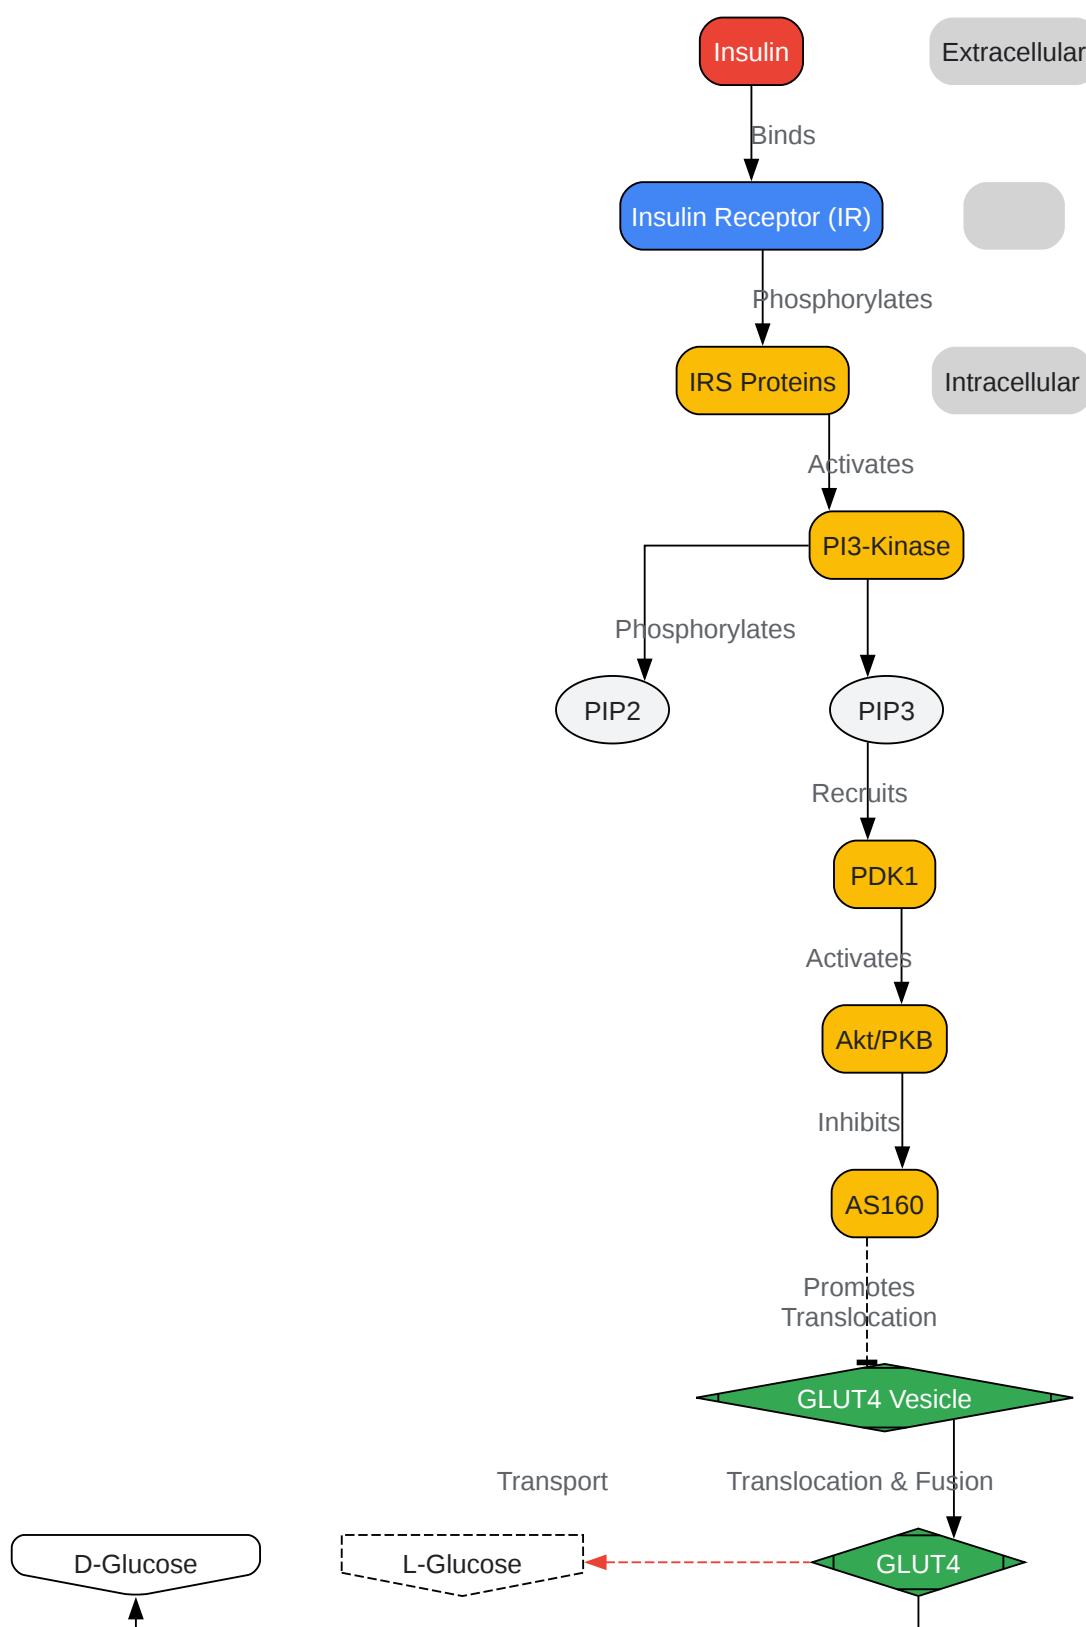 Insulin
Extracellular
Binds
Insulin Receptor (IR)
Phosphorylates
IRS Proteins
Intracellular
Activates
PI3-Kinase
Phosphorylates
PIP2
PIP3
Recruits
PDK1
Activates
Akt/PKB
Inhibits
AS160
Promotes
Translocation
GLUT4 Vesicle
Transport
Translocation & Fusion
D-Glucose
L-Glucose
GLUT4